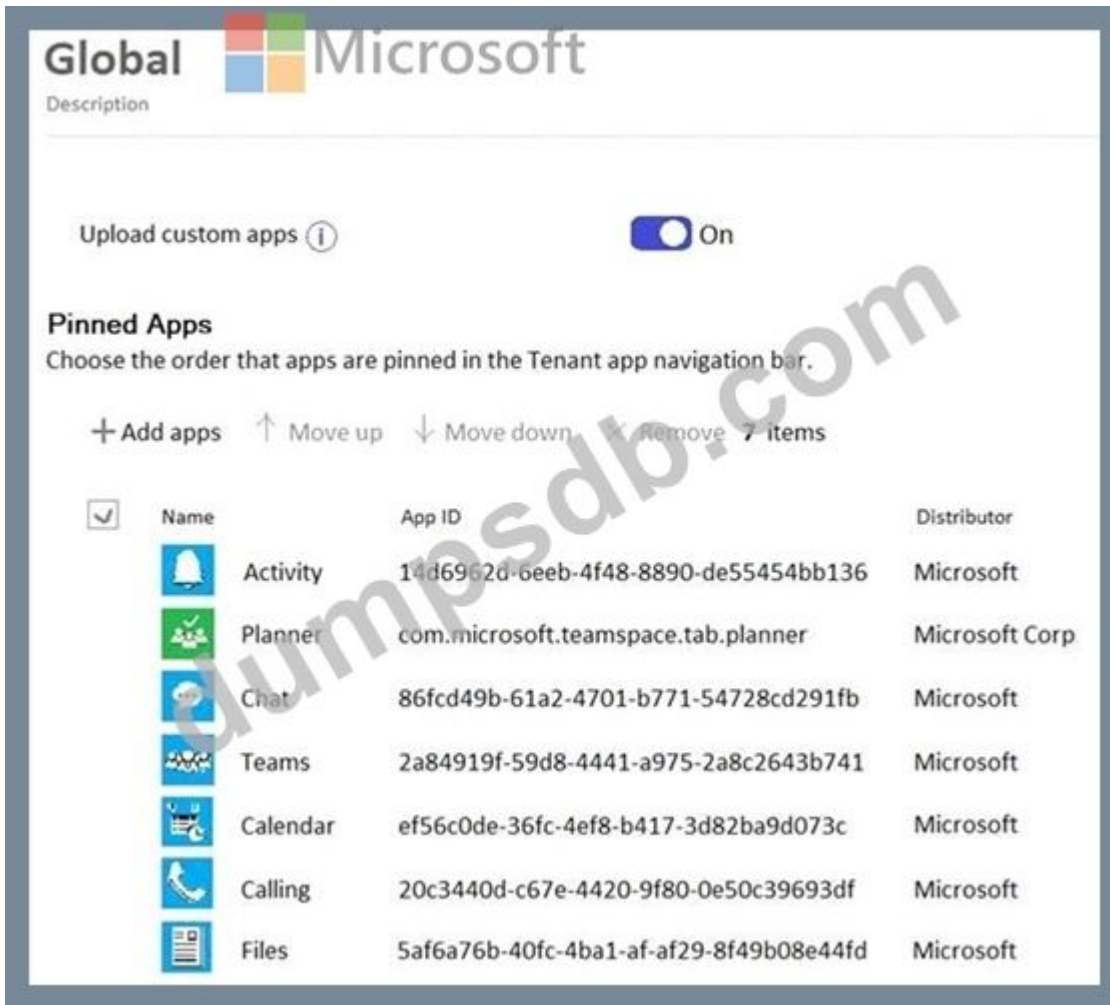 Global
Microsoft
Description
Upload custom apps i On
Pinned Apps
Choose the order that apps are pinned in the Tenant app navigation bar.
+ Add apps ↑ Move up ↓ Move down × Remove 7 items
Name App ID Distributor
Activity 14d6962d-6eeb-4f48-8890-de55454bb136 Microsoft
Planner com.microsoft.teamspace.tab.planner Microsoft Corp
Chat 86fcd49b-61a2-4701-b771-54728cd291fb Microsoft
Teams 2a84919f-59d8-4441-a975-2a8c2643b741 Microsoft
Calendar ef56c0de-36fc-4ef8-b417-3d82ba9d073c Microsoft
Calling 20c3440d-c67e-4420-9f80-0e50c39693df Microsoft
Files 5af6a76b-40fc-4ba1-af-af29-8f49b08e44fd Microsoft
dumpsdb.com